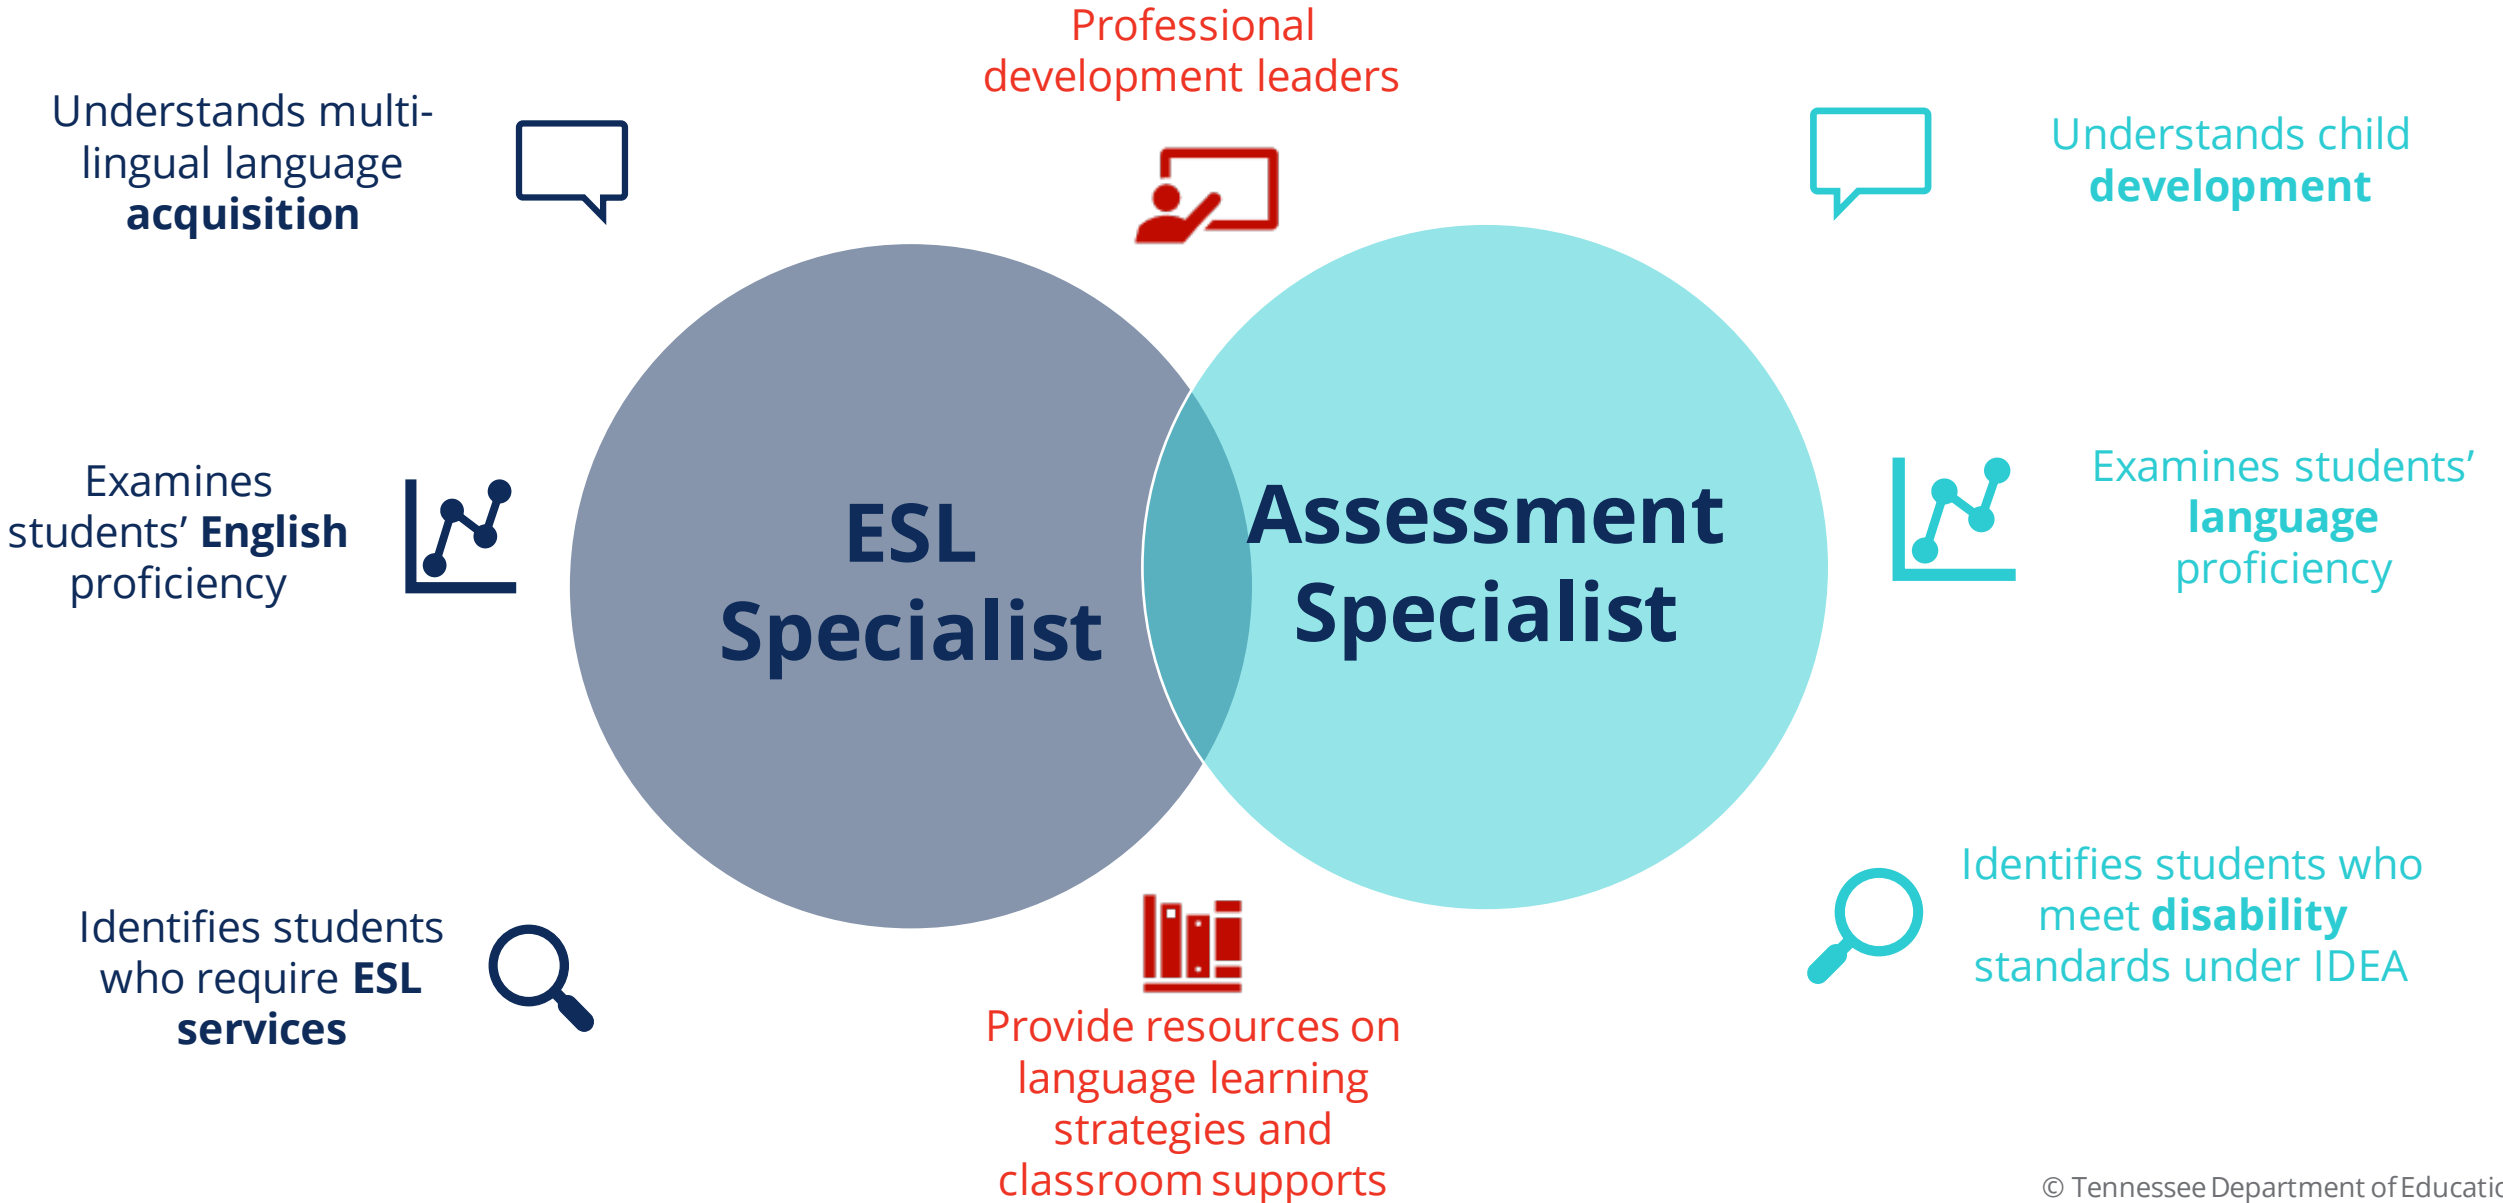 Professional
development leaders
Understands multi-
lingual language
acquisition
Understands child
development
Examines
students’ English
proficiency
ESL
Specialist
Assessment
Specialist
Examines students’
language
proficiency
Identifies students
who require ESL
services
Identifies students who
meet disability
standards under IDEA
Provide resources on
language learning
strategies and
classroom supports
© Tennessee Department of Educatio